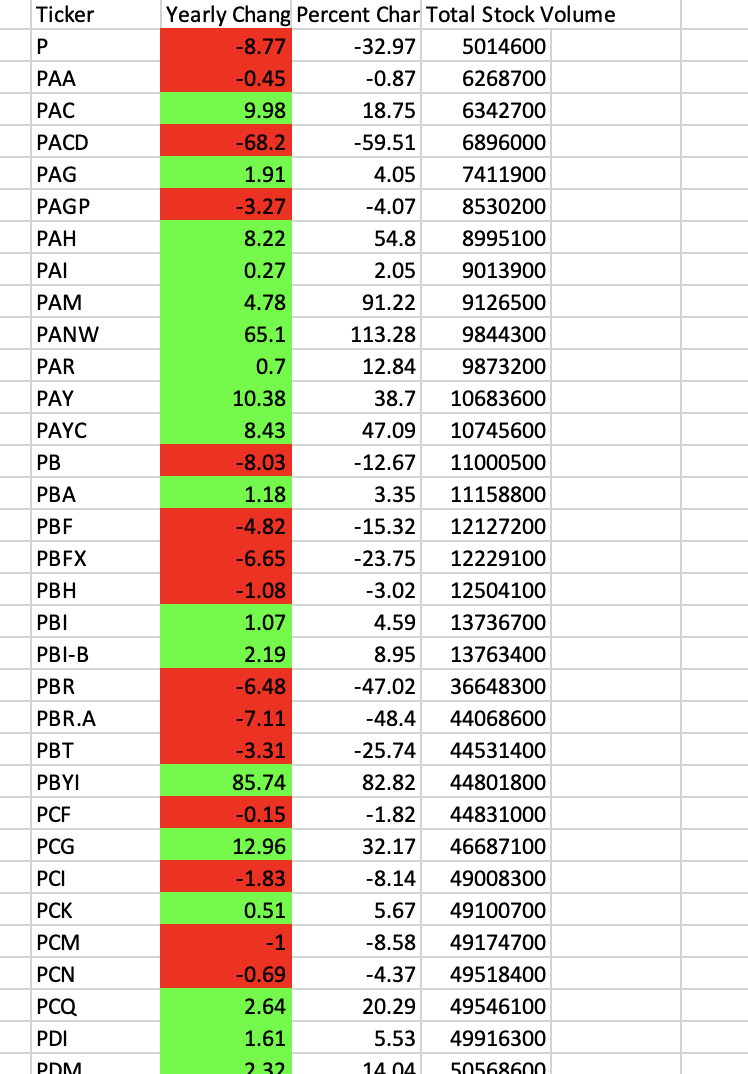 Ticker Yearly Chang Percent Char Total Stock Volume
P -8.77 -32.97 5014600
PAA -0.45 -0.87 6268700
PAC 9.98 18.75 6342700
PACD -68.2 -59.51 6896000
PAG 1.91 4.05 7411900
PAGP -3.27 -4.07 8530200
PAH 8.22 54.8 8995100
PAI 0.27 2.05 9013900
PAM 4.78 91.22 9126500
PANW 65.1 113.28 9844300
PAR 0.7 12.84 9873200
PAY 10.38 38.7 10683600
PAYC 8.43 47.09 10745600
PB -8.03 -12.67 11000500
PBA 1.18 3.35 11158800
PBF -4.82 -15.32 12127200
PBFX -6.65 -23.75 12229100
PBH -1.08 -3.02 12504100
PBI 1.07 4.59 13736700
PBI-B 2.19 8.95 13763400
PBR -6.48 -47.02 36648300
PBR.A -7.11 -48.4 44068600
PBT -3.31 -25.74 44531400
PBYI 85.74 82.82 44801800
PCF -0.15 -1.82 44831000
PCG 12.96 32.17 46687100
PCI -1.83 -8.14 49008300
PCK 0.51 5.67 49100700
PCM -1 -8.58 49174700
PCN -0.69 -4.37 49518400
PCQ 2.64 20.29 49546100
PDI 1.61 5.53 49916300
PDM 2.32 14.04 50568600